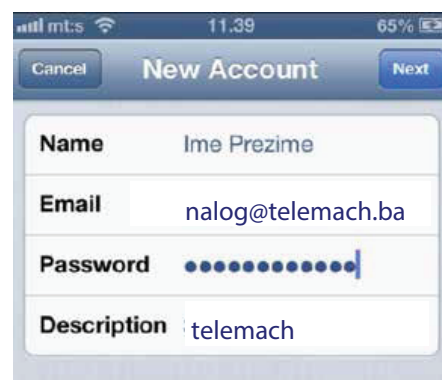 mt:s 11.39 65%
Cancel New Account Next
Name Ime Prezime
Email nalog@telemach.ba
Password ••••••••••••
Description telemach